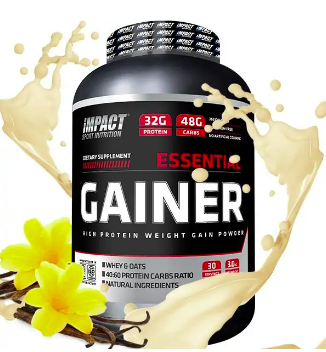 IMPACT
SPORT NUTRITION
32G
PROTEIN
48G
CARBS
DIETARY SUPPLEMENT
ESSENTIAL
GAINER
HIGH PROTEIN WEIGHT GAIN POWDER
WHEY & OATS
40:60 PROTEIN CARBS RATIO
NATURAL INGREDIENTS
30